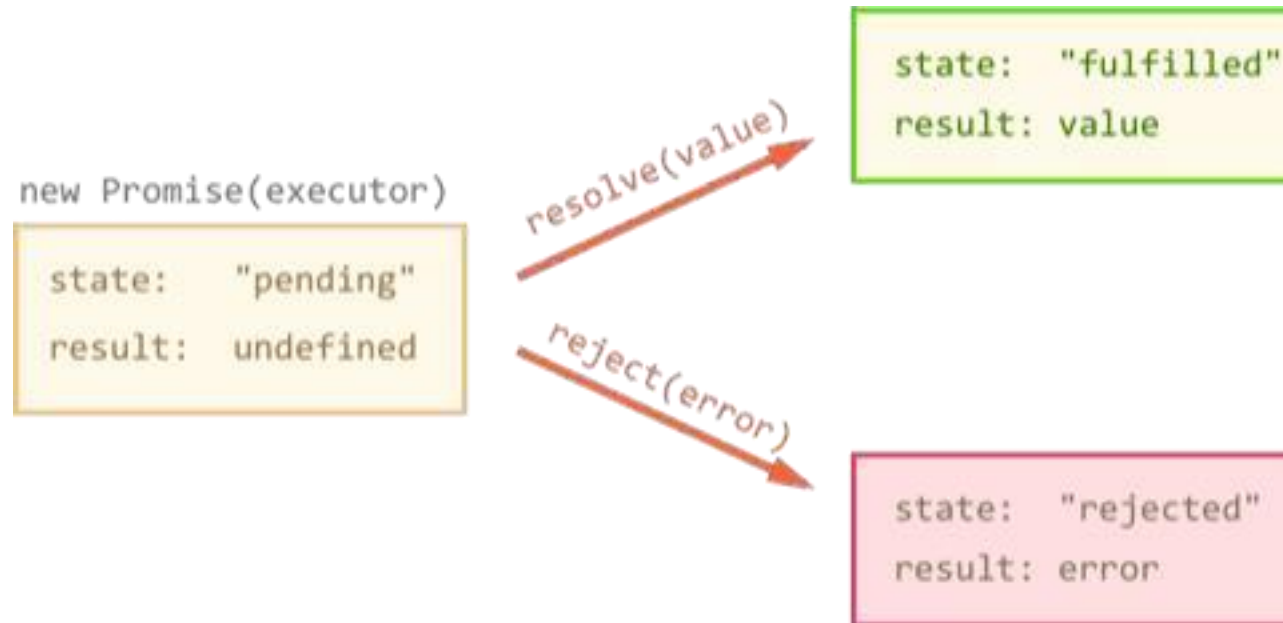 new Promise(executor)
state: "pending"
result: undefined
resolve(value)
reject(error)
state: "fulfilled"
result: value
state: "rejected"
result: error